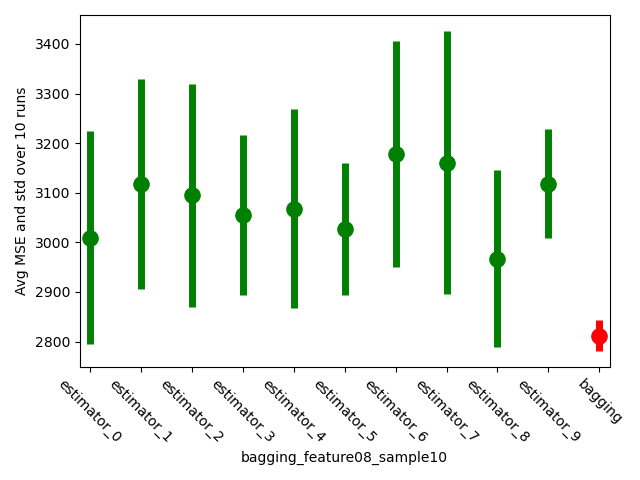 3400
3300
3200
3100
3000
2900
2800
Avg MSE and std over 10 runs
estimator_0
estimator_1
estimator_2
estimator_3
estimator_4
estimator_5
estimator_6
estimator_7
estimator_8
estimator_9
bagging
bagging_feature08_sample10